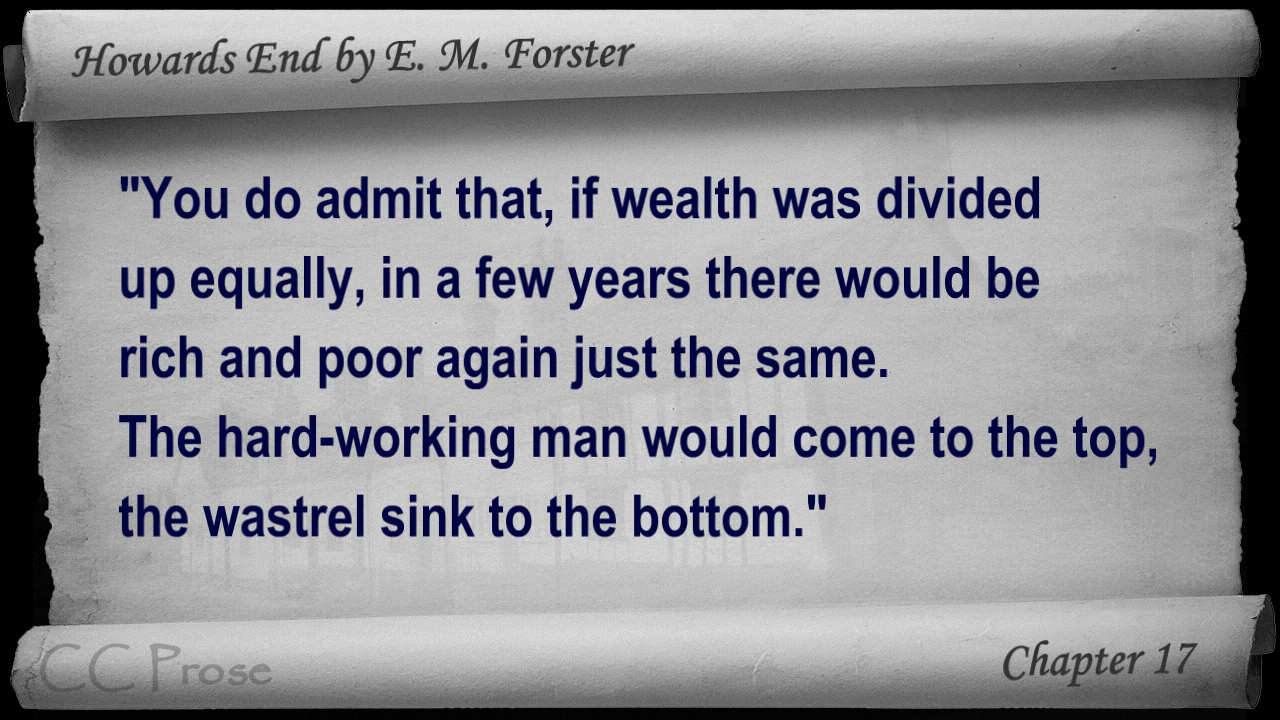 Howards End by E. M. Forster
"You do admit that, if wealth was divided
up equally, in a few years there would be
rich and poor again just the same.
The hard-working man would come to the top,
the wastrel sink to the bottom."
CC Prose
Chapter 17